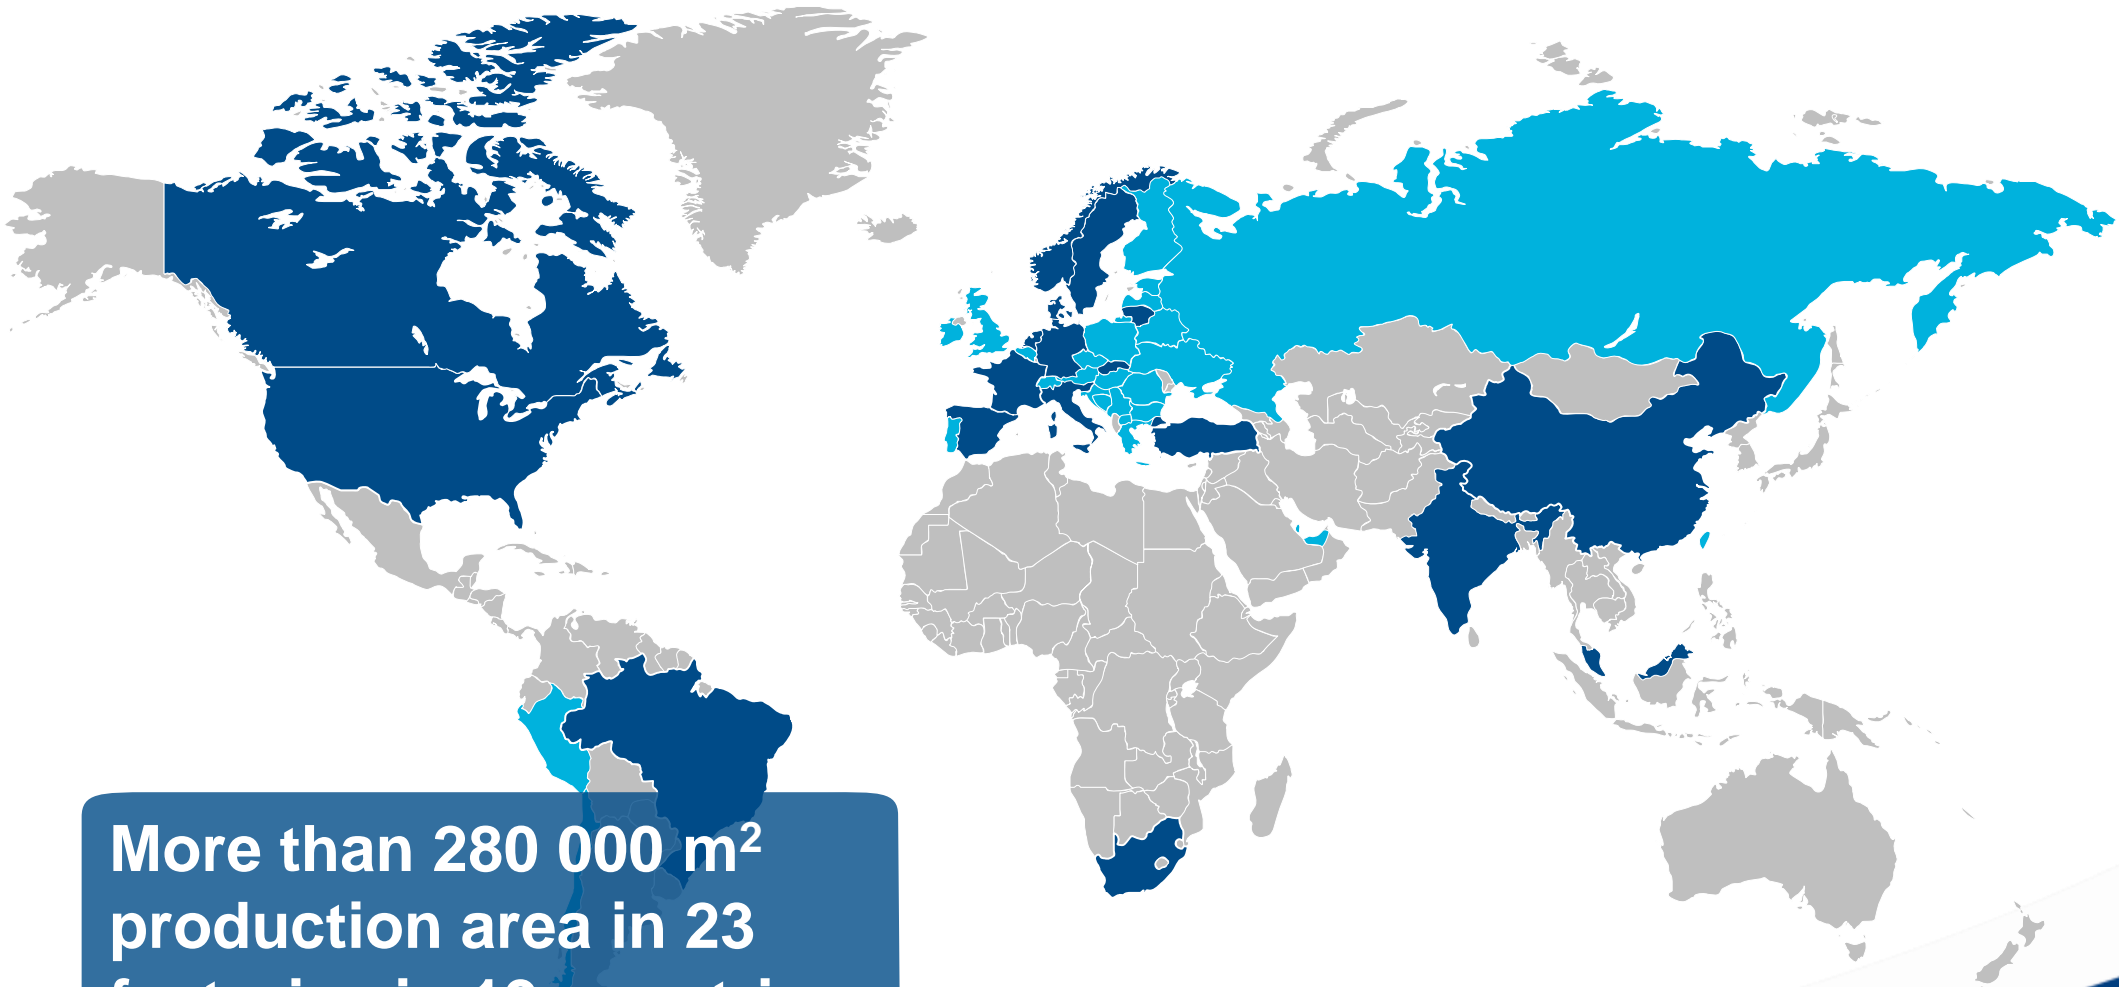 More than 280 000 m²
production area in 23